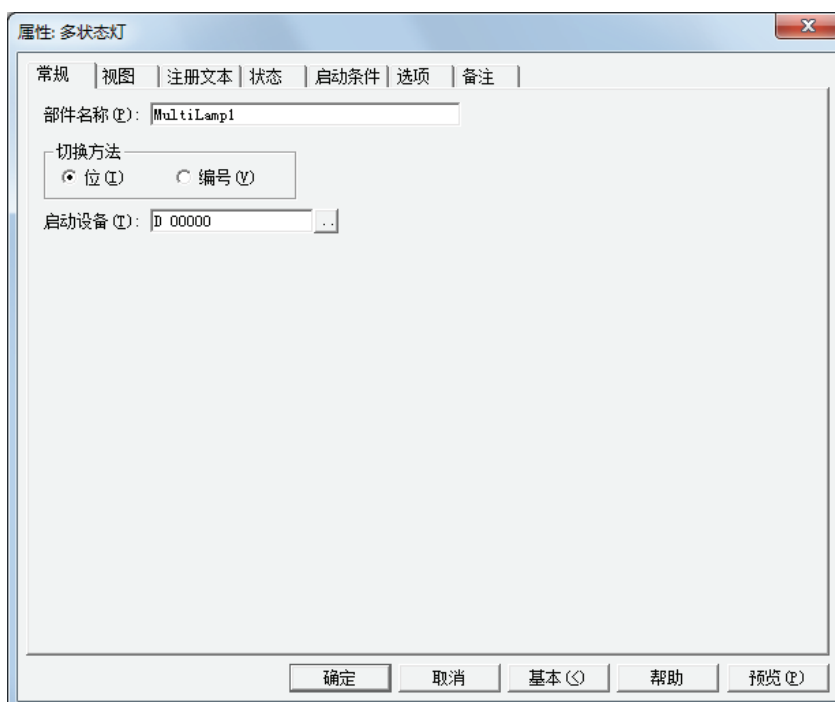 属性: 多状态灯
常规 视图 注册文本 状态 启动条件 选项 备注
部件名称(P): MultiLamp1
切换方法
位(I) 编号(V)
启动设备(T): D 00000 ..
确定 取消 基本(<) 帮助 预览(P)